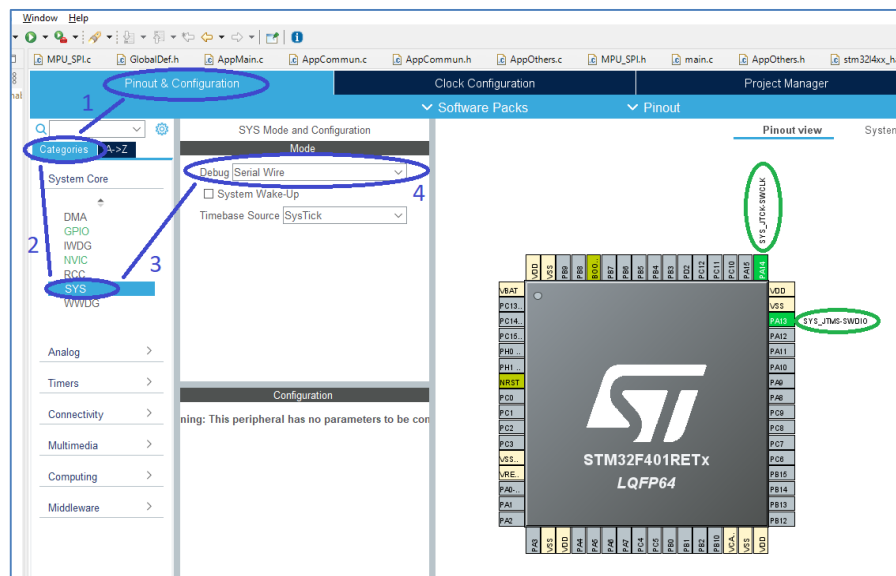 Window Help
MPU_SPI.c GlobalDef.h AppMain.c AppCommun.c AppCommun.h AppOthers.c MPU_SPI.h main.c AppOthers.h stm32l4xx_h
Pinout & Configuration Clock Configuration Project Manager
Software Packs Pinout
1
Categories A->Z
System Core
DMA
GPIO
IWDG
NVIC
RCC
SYS
WWDG
2
3
Analog
Timers
Connectivity
Multimedia
Computing
Middleware
SYS Mode and Configuration
Mode
Debug Serial Wire
4
System Wake-Up
Timebase Source SysTick
Configuration
ning: This peripheral has no parameters to be con
Pinout view System
SYS_JTCK-SWCLK
VDD VSS PB9 PB8 BOO.. PB7 PB6 PB5 PB4 PB3 PD2 PC12 PC11 PC10 PA15 PA14
VBAT
PC13..
PC14..
PC15..
PH0 ..
PH1 ..
NRST
PC0
PC1
PC2
PC3
VSS..
VRE..
PA0-..
PA1
PA2
VDD
VSS
PA13 SYS_JTMS-SWDIO
PA12
PA11
PA10
PA9
PA8
PC9
PC8
PC7
PC6
PB15
PB14
PB13
PB12
STM32F401RETx
LQFP64
PA3 VSS VDD PA4 PA5 PA6 PA7 PC4 PC5 PB0 PB1 PB2 PB10 VCA.. VSS VDD